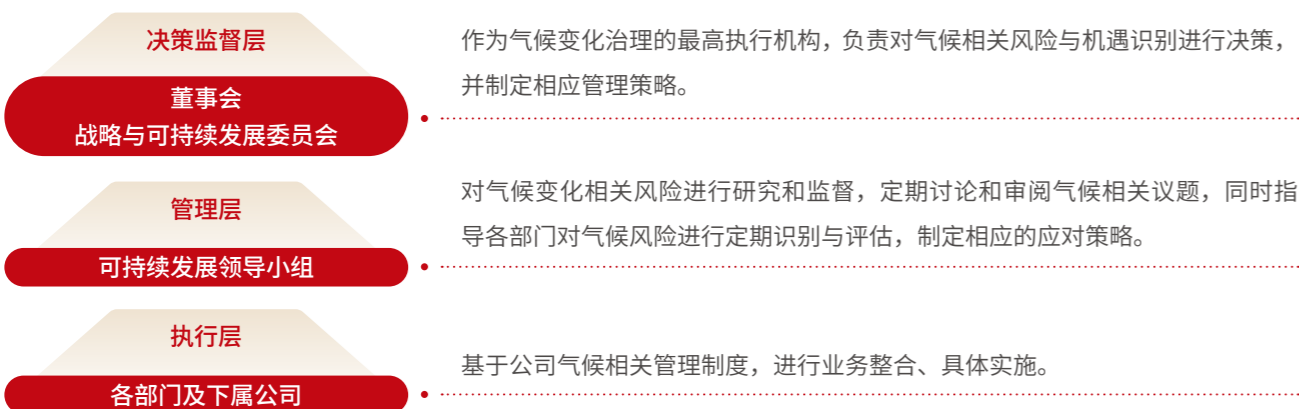 决策监督层
董事会
战略与可持续发展委员会
作为气候变化治理的最高执行机构，负责对气候相关风险与机遇识别进行决策，
并制定相应管理策略。
管理层
可持续发展领导小组
对气候变化相关风险进行研究和监督，定期讨论和审阅气候相关议题，同时指
导各部门对气候风险进行定期识别与评估，制定相应的应对策略。
执行层
各部门及下属公司
基于公司气候相关管理制度，进行业务整合、具体实施。